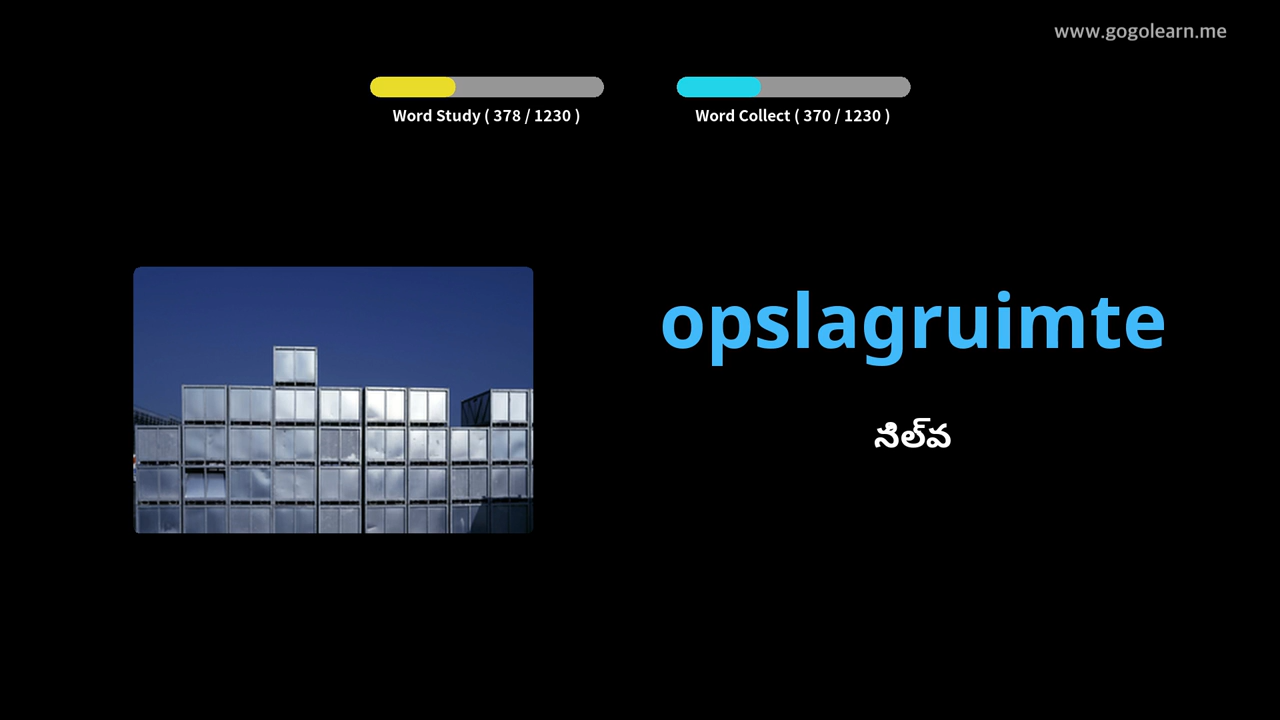 www.gogolearn.me
Word Study ( 378 / 1230 )
Word Collect ( 370 / 1230 )
opslagruimte
నిల్వ